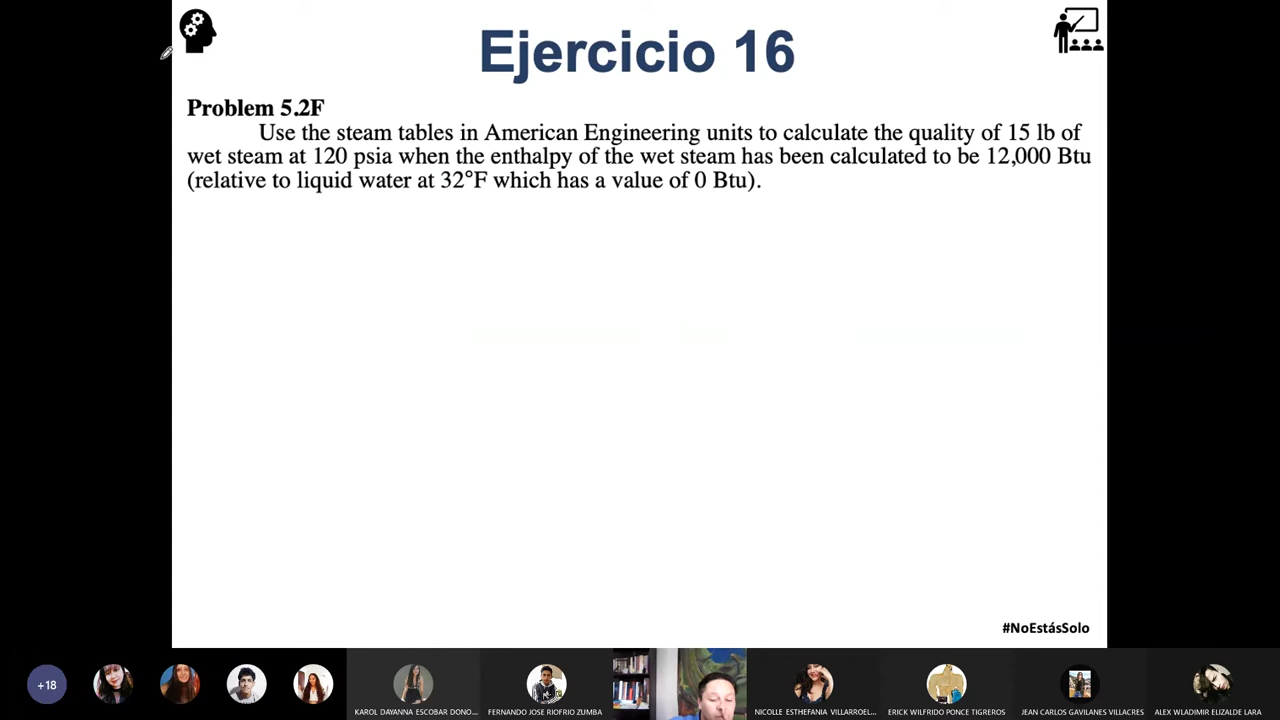 Ejercicio 16
Problem 5.2F
Use the steam tables in American Engineering units to calculate the quality of 15 lb of
wet steam at 120 psia when the enthalpy of the wet steam has been calculated to be 12,000 Btu
(relative to liquid water at 32°F which has a value of 0 Btu).
#NoEstásSolo
+18
KAROL DAYANNA ESCOBAR DONO...
FERNANDO JOSE RIOFRIO ZUMBA
NICOLLE ESTHEFANIA VILLARROEL...
ERICK WILFRIDO PONCE TIGREROS
JEAN CARLOS GAVILANES VILLACRES
ALEX WLADIMIR ELIZALDE LARA